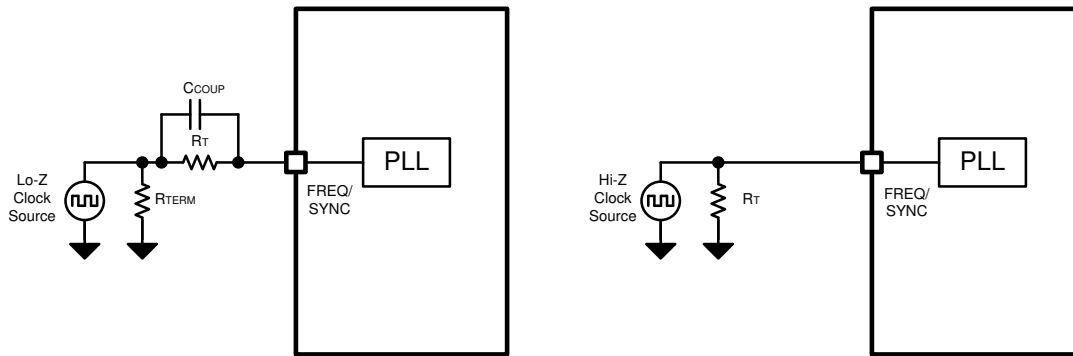 CCOUP
RT
PLL
Lo-Z
Clock
Source
RTERM
FREQ/
SYNC
PLL
Hi-Z
Clock
Source
RT
FREQ/
SYNC